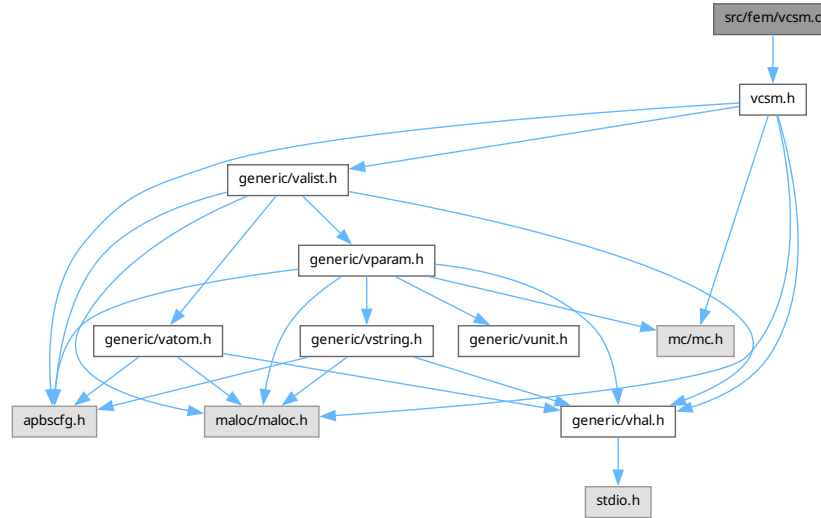 src/fem/vcsm.c
vcsm.h
generic/valist.h
generic/vparam.h
generic/vatom.h
generic/vstring.h
generic/vunit.h
mc/mc.h
apbscfg.h
maloc/maloc.h
generic/vhal.h
stdio.h